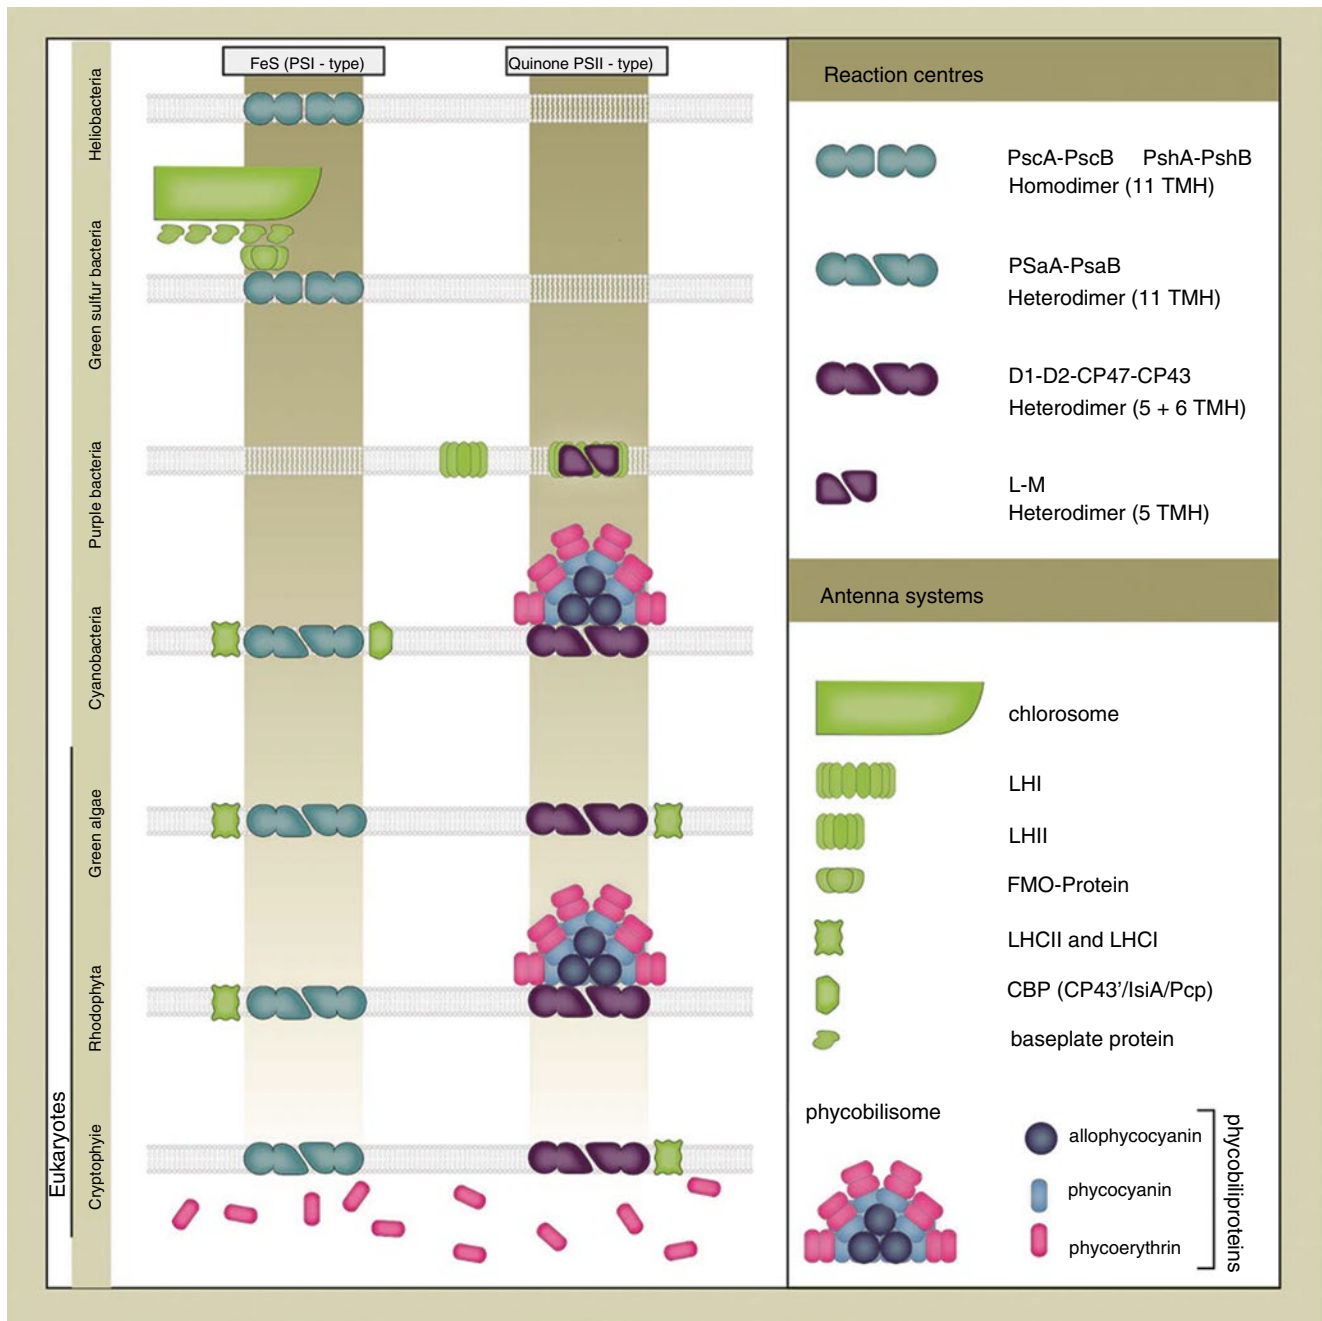 FeS (PSI - type)
Quinone PSII - type)
Heliobacteria
Green sulfur bacteria
Purple bacteria
Cyanobacteria
Green algae
Rhodophyta
Cryptophyie
Eukaryotes
Reaction centres
PscA-PscB PshA-PshB
Homodimer (11 TMH)
PSaA-PsaB
Heterodimer (11 TMH)
D1-D2-CP47-CP43
Heterodimer (5 + 6 TMH)
L-M
Heterodimer (5 TMH)
Antenna systems
chlorosome
LHI
LHII
FMO-Protein
LHCII and LHCI
CBP (CP43’/IsiA/Pcp)
baseplate protein
phycobilisome
allophycocyanin
phycocyanin
phycoerythrin
phycobiliproteins